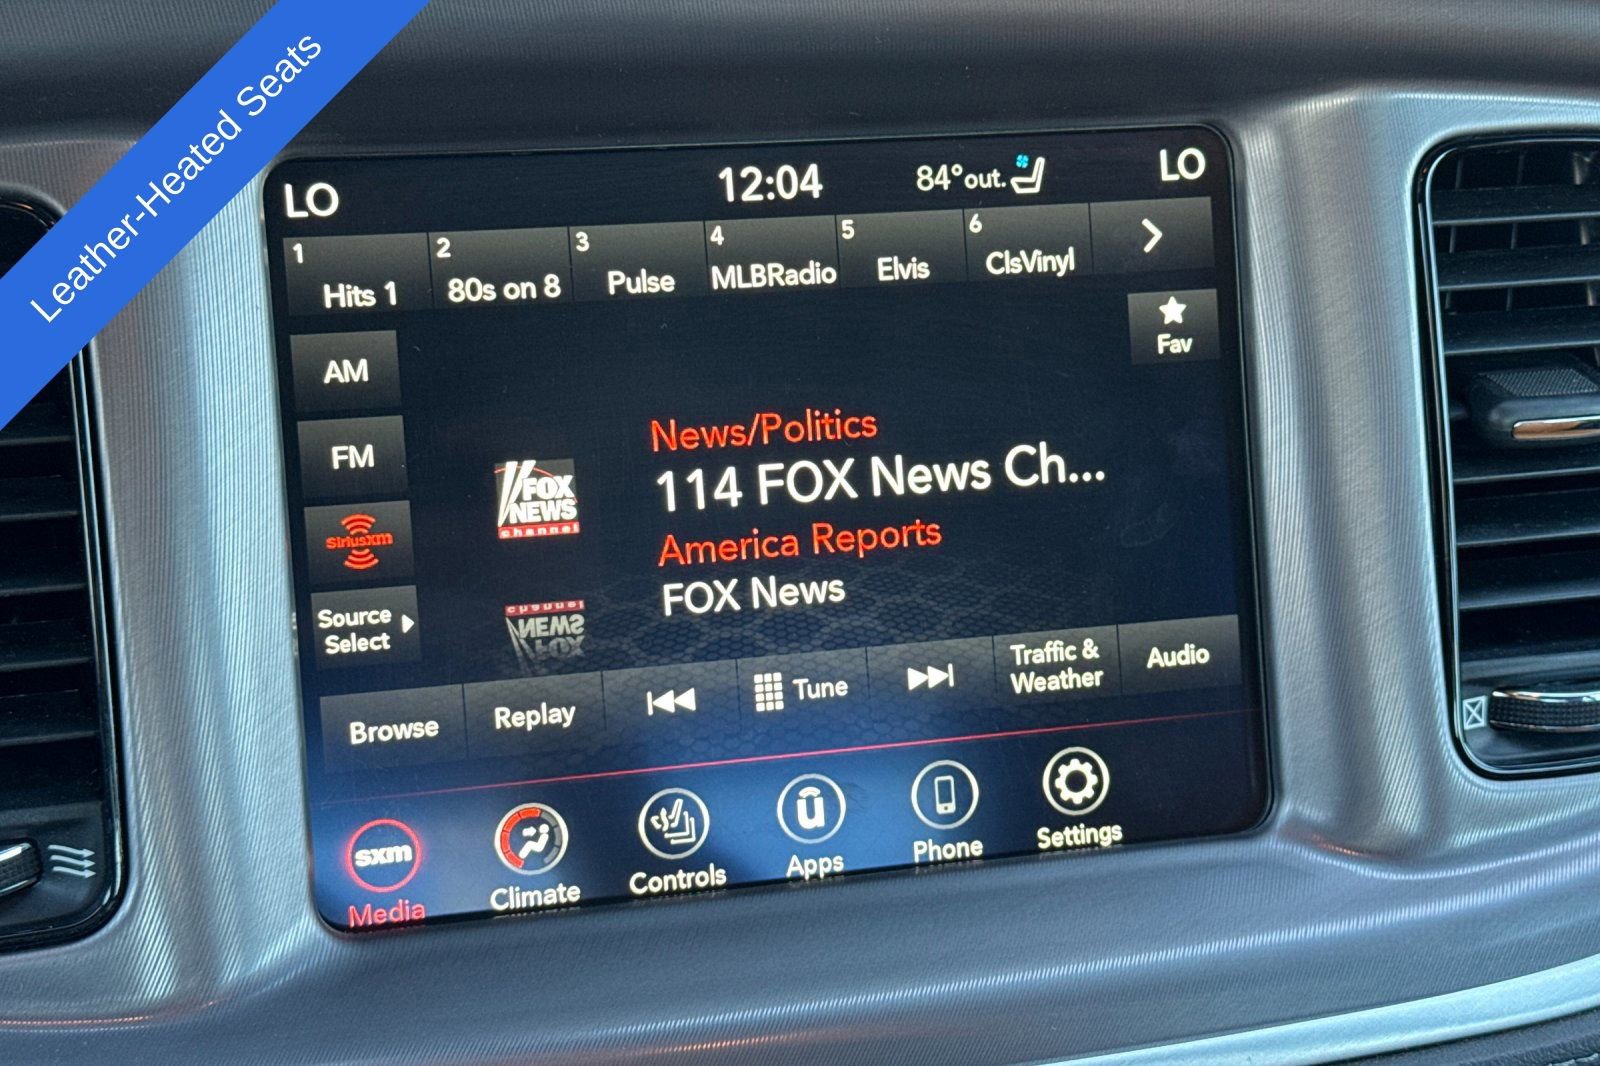 Leather-Heated Seats
LO
12:04
84°out.
LO
1 Hits 1
2 80s on 8
3 Pulse
4 MLBRadio
5 Elvis
6 ClsVinyl
Fav
AM
FM
siriusxm
Source
Select
FOX
NEWS
channel
News/Politics
114 FOX News Ch...
America Reports
FOX News
Browse
Replay
Tune
Traffic &
Weather
Audio
sxm
Media
Climate
Controls
Apps
Phone
Settings